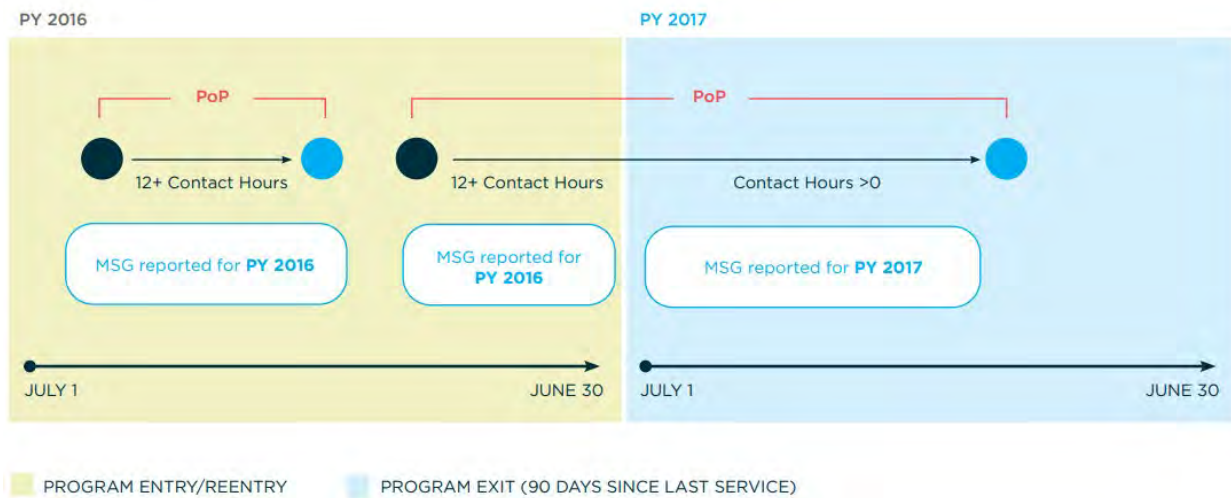 PY 2016
PY 2017
PoP
PoP
12+ Contact Hours
12+ Contact Hours
Contact Hours >0
MSG reported for PY 2016
MSG reported for
PY 2016
MSG reported for PY 2017
JULY 1
JUNE 30
JULY 1
JUNE 30
PROGRAM ENTRY/REENTRY
PROGRAM EXIT (90 DAYS SINCE LAST SERVICE)